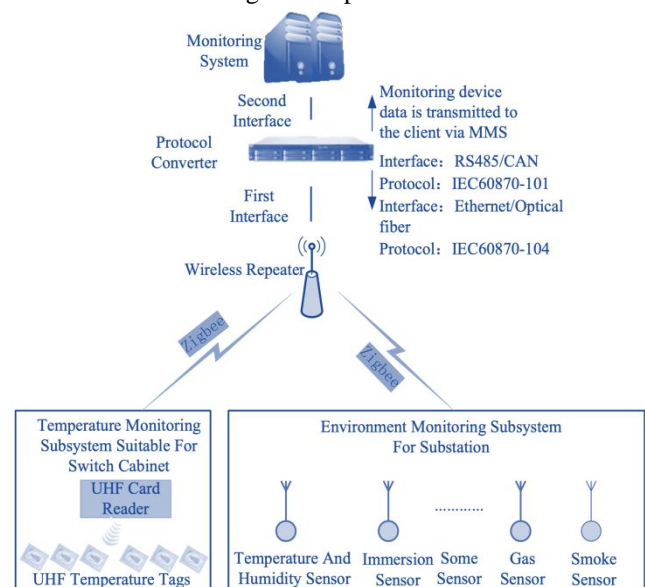 Monitoring
System
Second
Interface
Monitoring device
data is transmitted to
the client via MMS
Protocol
Converter
Interface：RS485/CAN
Protocol：IEC60870-101
Interface：Ethernet/Optical
fiber
Protocol：IEC60870-104
First
Interface
Wireless Repeater
Zigbee
Zigbee
Temperature Monitoring
Subsystem Suitable For
Switch Cabinet
UHF Card
Reader
UHF Temperature Tags
Environment Monitoring Subsystem
For Substation
............
Temperature And
Humidity Sensor
Immersion
Sensor
Some
Sensor
Gas
Sensor
Smoke
Sensor